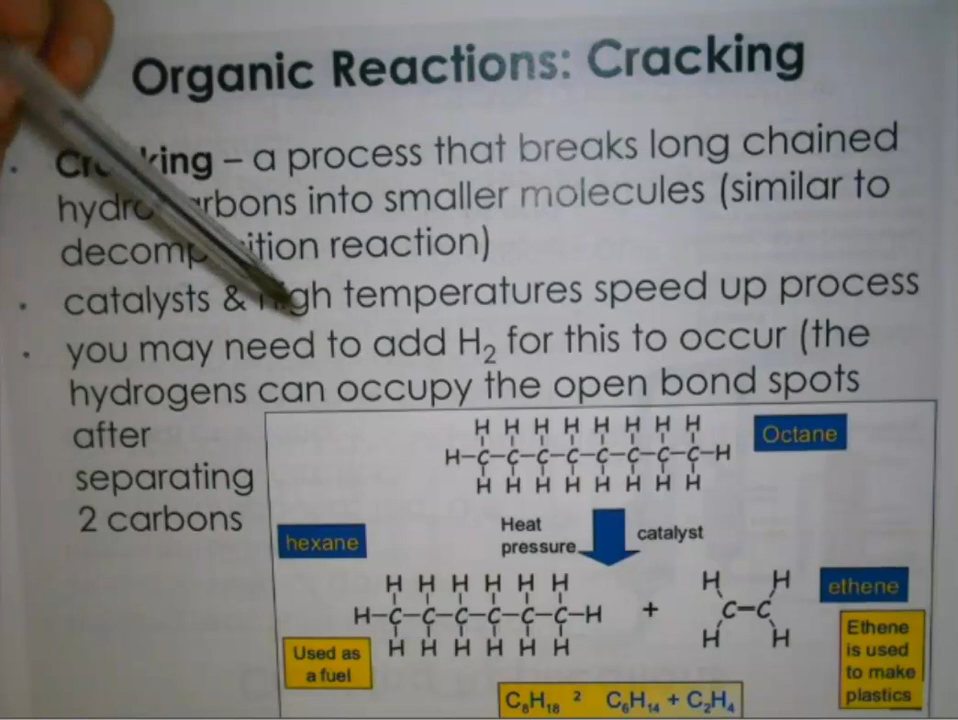 Organic Reactions: Cracking
– a process that breaks long chained
into smaller molecules (similar to
reaction)
catalysts & temperatures speed up process
you may need to add H₂ for this to occur (the
hydrogens can occupy the open bond spots
after
separating
2 carbons
H H H H H H H H
H–C–C–C–C–C–C–C–C–H
H H H H H H H H
Octane
Heat
pressure
catalyst
hexane
H H H H H H
H–C–C–C–C–C–C–H
H H H H H H
+
H H
C–C
H H
ethene
Used as
a fuel
Ethene
is used
to make
plastics
C₈H₁₈ ² C₆H₁₄ + C₂H₄